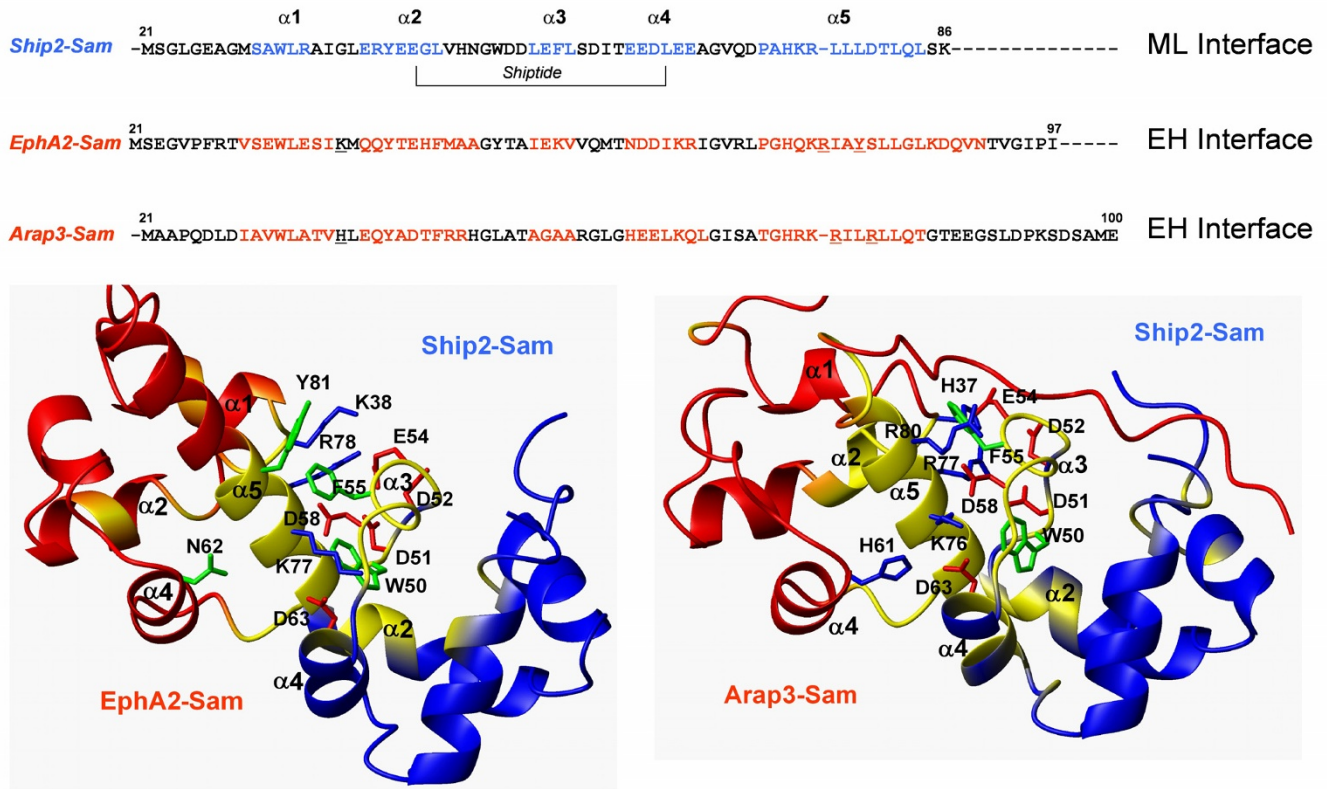 α1 α2 α3 α4 α5
21 86
Ship2-Sam -MSGLGEAGMSAWLRAIGLERYEEGLVHNGWDDLEFLSDITEEDLEEAGVQDPAHKR-LLLDTLQLSK------------- ML Interface
Shiptide
21 97
EphA2-Sam MSEGVPFRTVSEWLESIKMQQYTEHFMAAGYTAIEKVVQMTNDDIKRIGVRLPGHQKRIAYSLLGLKDQVNTVGIPI----- EH Interface
21 100
Arap3-Sam -MAAPQDLDIAVWLATVHLEQYADTFRRHGLATAGAARGLGHEELKQLGISATGHRK-RILRLLQTGTEEGSLDPKSDSAME EH Interface
Ship2-Sam
Y81
K38
α1
R78
E54
F55
α3
α5
α2
D52
D58
D51
N62
K77
W50
α4
D63
α2
α4
EphA2-Sam
Ship2-Sam
α1
H37
E54
R80
D52
F55
α2
R77
α3
α5
D58
D51
H61
K76
W50
D63
α2
α4
α4
Arap3-Sam